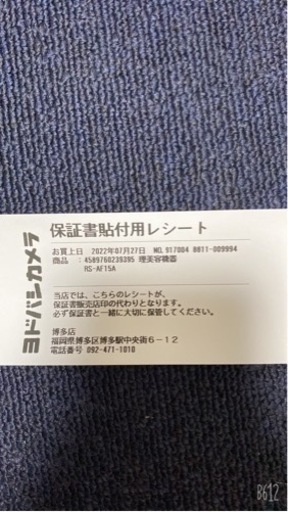 ヨドバシカメラ
保証書貼付用レシート
お買上日 2022年07月27日 MCL 917004 8811-009994
商品 :4589760239395 理美容機器
RS-AF15A
当店では、こちらのレシートが、
保証書販売店印の代わりとなります。
必ず保証書と一緒に大切に保管してください。
博多店
福岡県博多区博多駅中央街6-12
電話番号 092-471-1010
B612